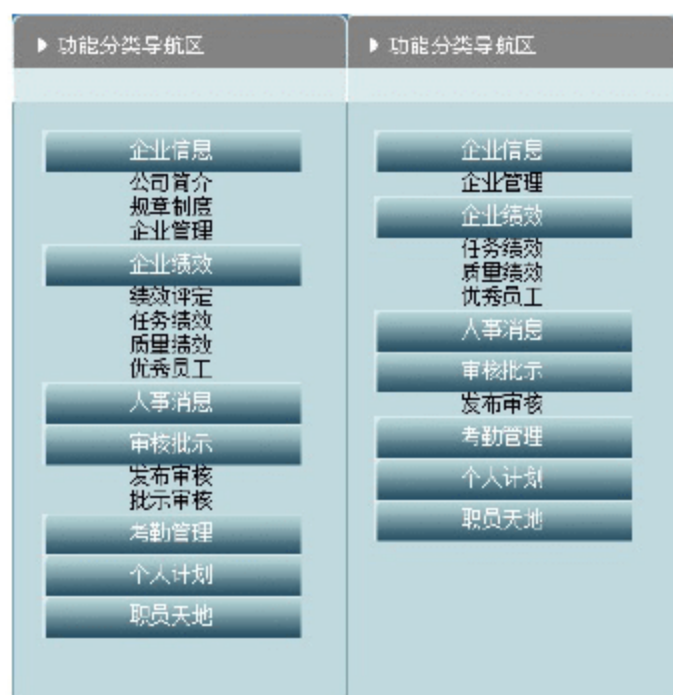 功能分类导航区
企业信息
公司简介
规章制度
企业管理
企业绩效
绩效评定
任务绩效
质量绩效
优秀员工
人事消息
审核批示
发布审核
批示审核
考勤管理
个人计划
职员天地
功能分类导航区
企业信息
企业管理
企业绩效
任务绩效
质量绩效
优秀员工
人事消息
审核批示
发布审核
考勤管理
个人计划
职员天地